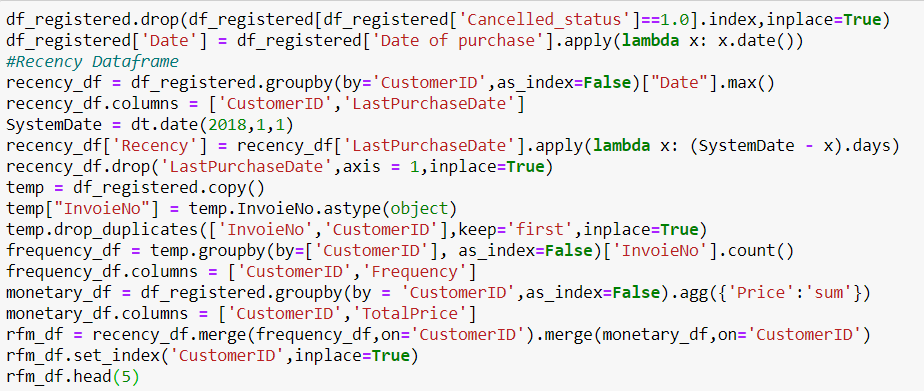 df_registered.drop(df_registered[df_registered['Cancelled_status']==1.0].index,inplace=True)
df_registered['Date'] = df_registered['Date of purchase'].apply(lambda x: x.date())
#Recency Dataframe
recency_df = df_registered.groupby(by='CustomerID',as_index=False)["Date"].max()
recency_df.columns = ['CustomerID','LastPurchaseDate']
SystemDate = dt.date(2018,1,1)
recency_df['Recency'] = recency_df['LastPurchaseDate'].apply(lambda x: (SystemDate - x).days)
recency_df.drop('LastPurchaseDate',axis = 1,inplace=True)
temp = df_registered.copy()
temp["InvoieNo"] = temp.InvoieNo.astype(object)
temp.drop_duplicates(['InvoieNo','CustomerID'],keep='first',inplace=True)
frequency_df = temp.groupby(by=['CustomerID'], as_index=False)['InvoieNo'].count()
frequency_df.columns = ['CustomerID','Frequency']
monetary_df = df_registered.groupby(by = 'CustomerID',as_index=False).agg({'Price':'sum'})
monetary_df.columns = ['CustomerID','TotalPrice']
rfm_df = recency_df.merge(frequency_df,on='CustomerID').merge(monetary_df,on='CustomerID')
rfm_df.set_index('CustomerID',inplace=True)
rfm_df.head(5)